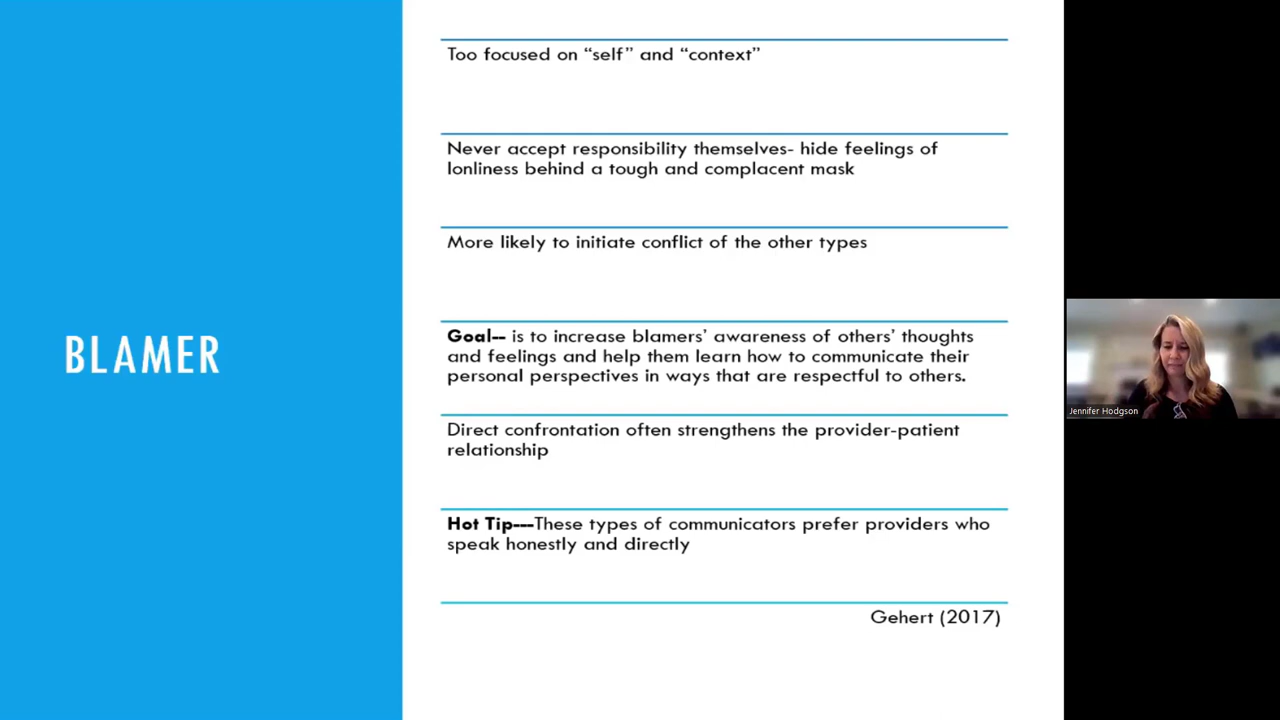 BLAMER
Too focused on “self” and “context”
Never accept responsibility themselves- hide feelings of
lonliness behind a tough and complacent mask
More likely to initiate conflict of the other types
Goal-- is to increase blamers’ awareness of others’ thoughts
and feelings and help them learn how to communicate their
personal perspectives in ways that are respectful to others.
Direct confrontation often strengthens the provider-patient
relationship
Hot Tip---These types of communicators prefer providers who
speak honestly and directly
Gehert (2017)
Jennifer Hodgson